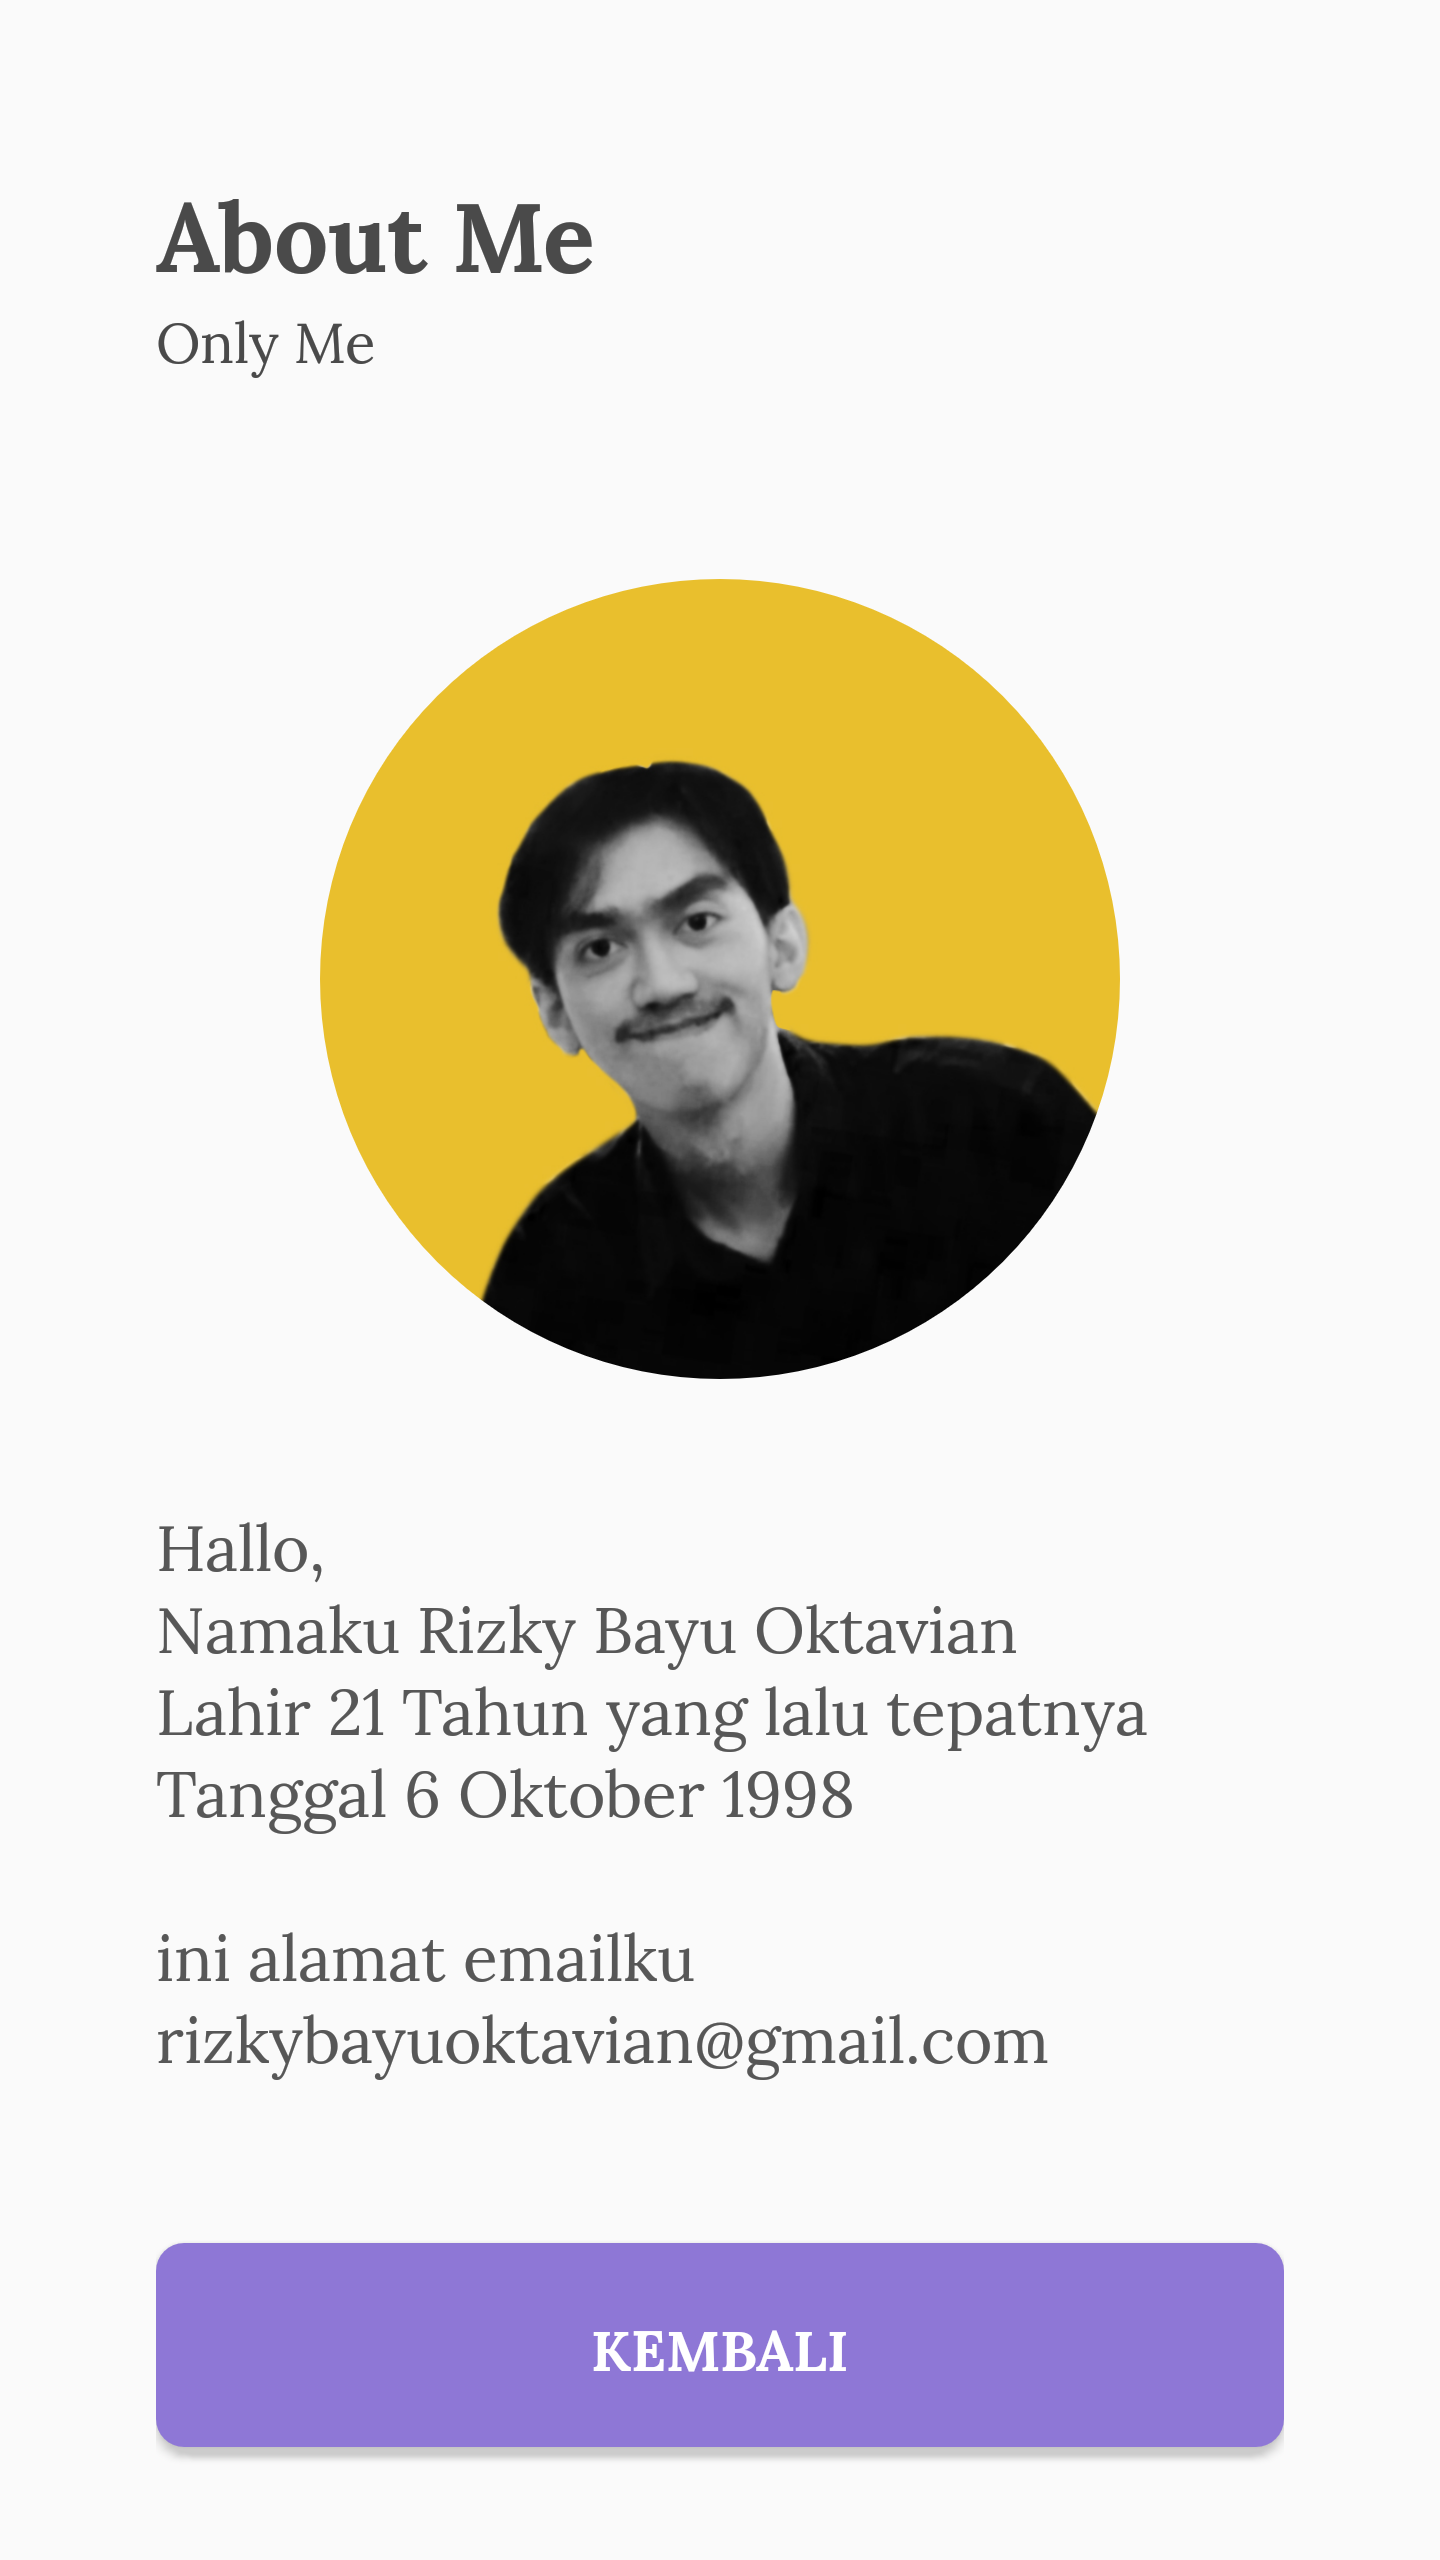 About Me
Only Me
Hallo,
Namaku Rizky Bayu Oktavian
Lahir 21 Tahun yang lalu tepatnya
Tanggal 6 Oktober 1998
ini alamat emailku
rizkybayuoktavian@gmail.com
KEMBALI